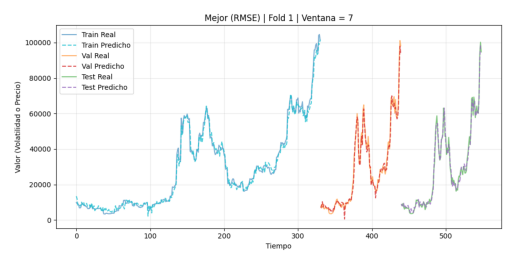 Mejor (RMSE) | Fold 1 | Ventana = 7
Valor (Volatilidad o Precio)
100000
80000
60000
40000
20000
0
Train Real
Train Predicho
Val Real
Val Predicho
Test Real
Test Predicho
0 100 200 300 400 500
Tiempo